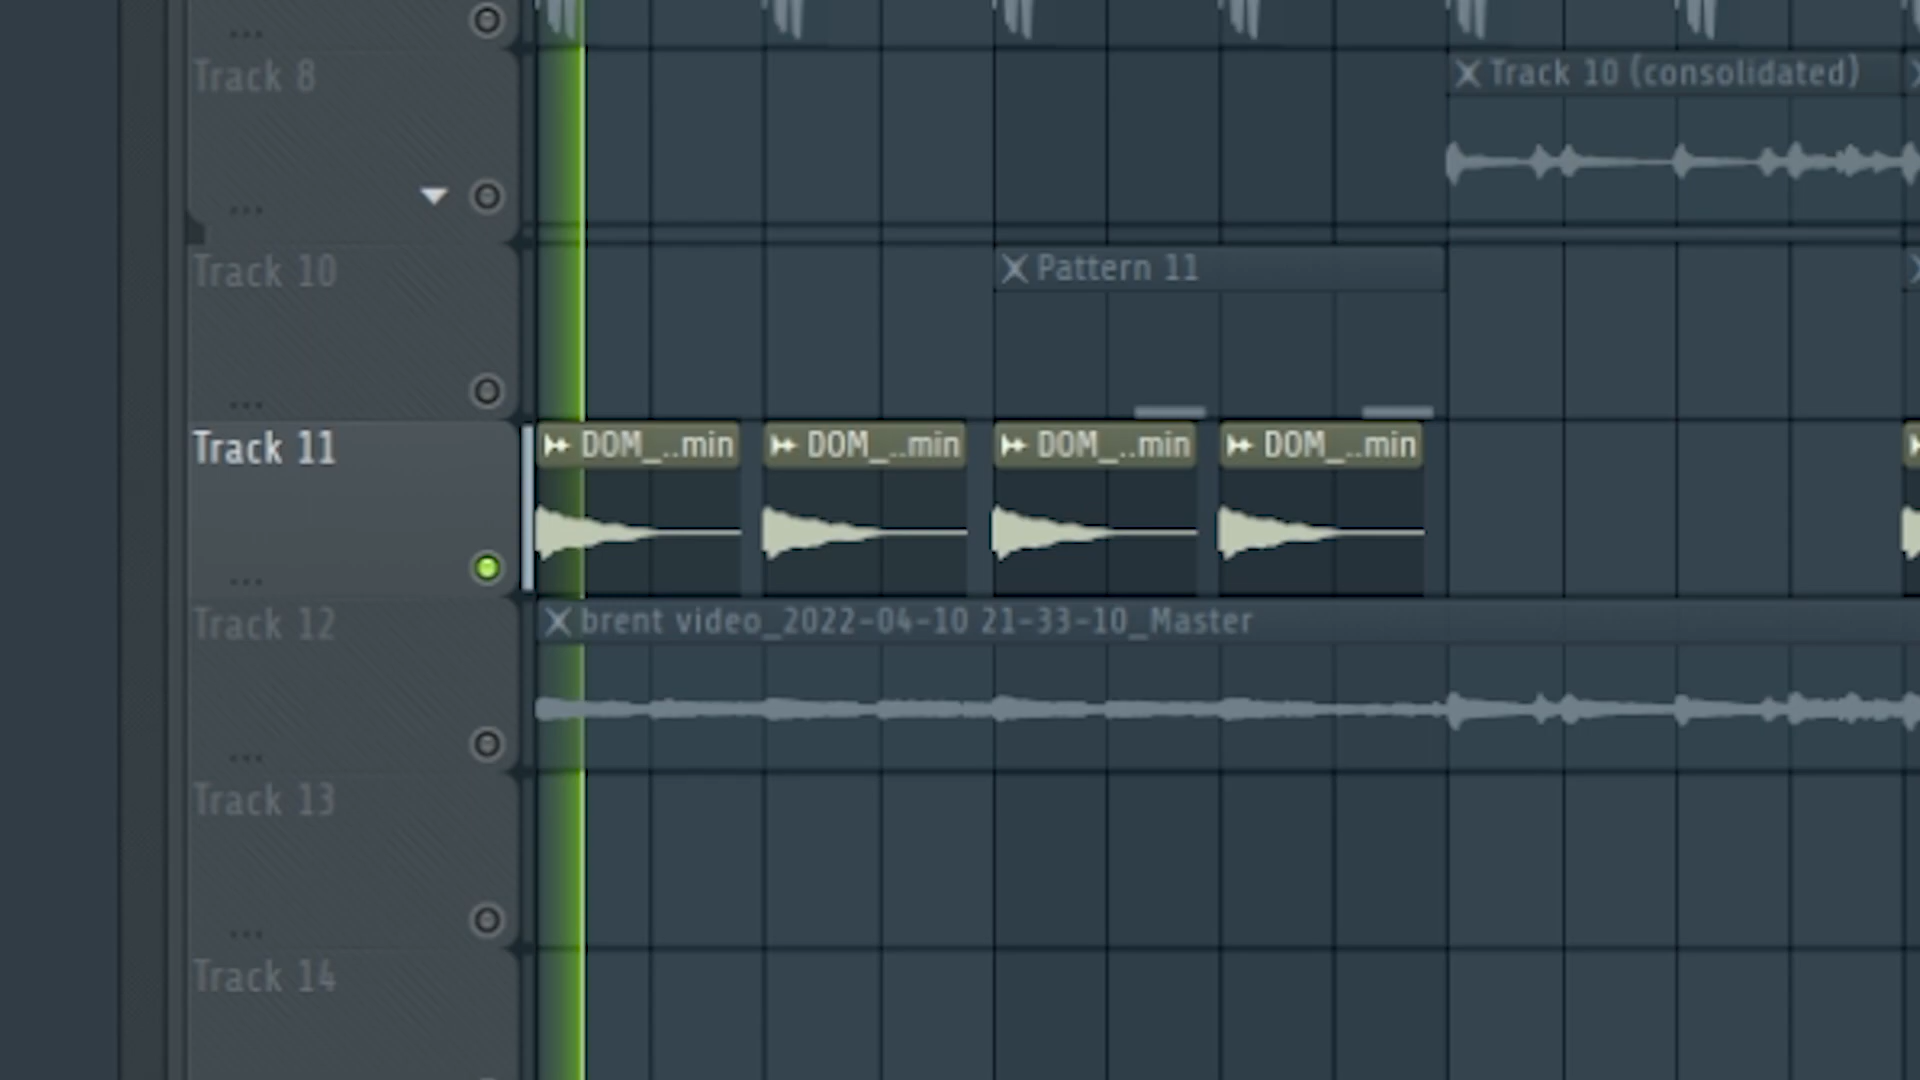 Track 8
Track 10 (consolidated)
Track 10
Pattern 11
Track 11
DOM_..min
DOM_..min
DOM_..min
DOM_..min
Track 12
brent video_2022-04-10 21-33-10_Master
Track 13
Track 14